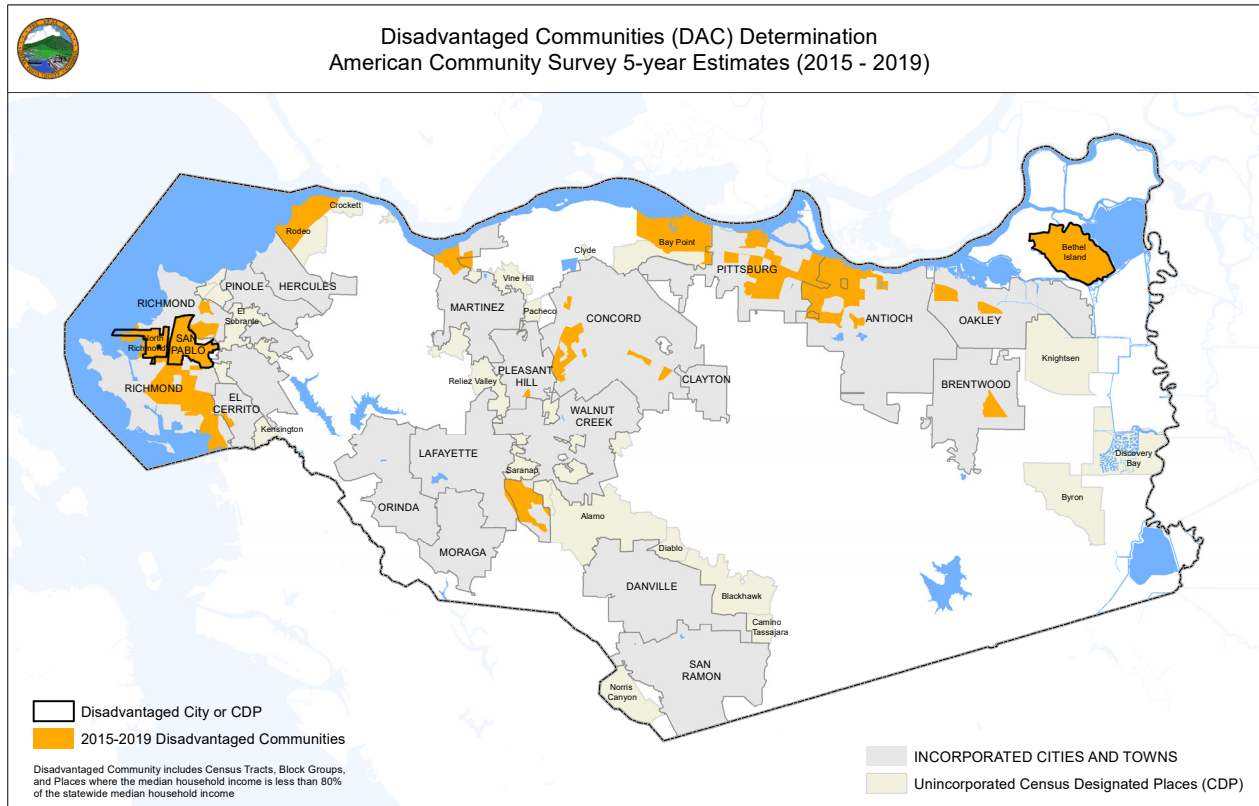 Disadvantaged Communities (DAC) Determination
American Community Survey 5-year Estimates (2015 - 2019)
Crockett
Rodeo
Bay Point
Clyde
Bethel
Island
PINOLE
HERCULES
RICHMOND
El
Sobrante
North
Richmond
SAN
PABLO
RICHMOND
EL
CERRITO
Kensington
Vine Hill
MARTINEZ
Pacheco
CONCORD
PITTSBURG
ANTIOCH
OAKLEY
Knightsen
PLEASANT
HILL
Reliez Valley
CLAYTON
BRENTWOOD
WALNUT
CREEK
LAFAYETTE
Saranap
Discovery
Bay
Byron
ORINDA
Alamo
MORAGA
Diablo
DANVILLE
Blackhawk
Camino
Tassajara
SAN
RAMON
Norris
Canyon
Disadvantaged City or CDP
2015-2019 Disadvantaged Communities
Disadvantaged Community includes Census Tracts, Block Groups,
and Places where the median household income is less than 80%
of the statewide median household income
INCORPORATED CITIES AND TOWNS
Unincorporated Census Designated Places (CDP)